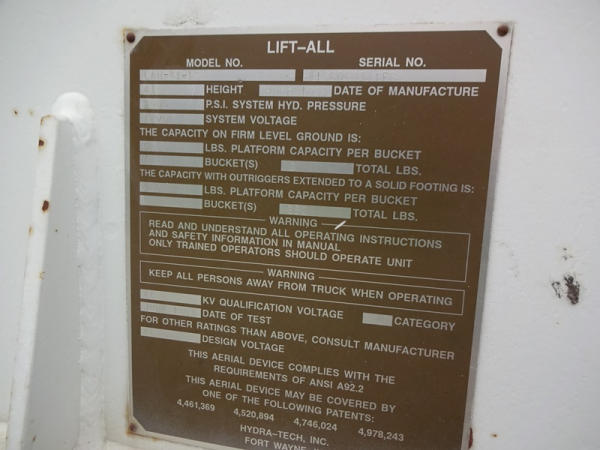 LIFT-ALL
MODEL NO. SERIAL NO.
HEIGHT DATE OF MANUFACTURE
P.S.I. SYSTEM HYD. PRESSURE
SYSTEM VOLTAGE
THE CAPACITY ON FIRM LEVEL GROUND IS:
LBS. PLATFORM CAPACITY PER BUCKET
BUCKET(S) TOTAL LBS.
THE CAPACITY WITH OUTRIGGERS EXTENDED TO A SOLID FOOTING IS:
LBS. PLATFORM CAPACITY PER BUCKET
BUCKET(S) TOTAL LBS.
WARNING
READ AND UNDERSTAND ALL OPERATING INSTRUCTIONS
AND SAFETY INFORMATION IN MANUAL
ONLY TRAINED OPERATORS SHOULD OPERATE UNIT
WARNING
KEEP ALL PERSONS AWAY FROM TRUCK WHEN OPERATING
KV QUALIFICATION VOLTAGE CATEGORY
DATE OF TEST
FOR OTHER RATINGS THAN ABOVE, CONSULT MANUFACTURER
DESIGN VOLTAGE
THIS AERIAL DEVICE COMPLIES WITH THE
REQUIREMENTS OF ANSI A92.2
THIS AERIAL DEVICE MAY BE COVERED BY
ONE OF THE FOLLOWING PATENTS:
4,461,369 4,520,894 4,746,024 4,978,243
HYDRA-TECH, INC.
FORT WAYNE,